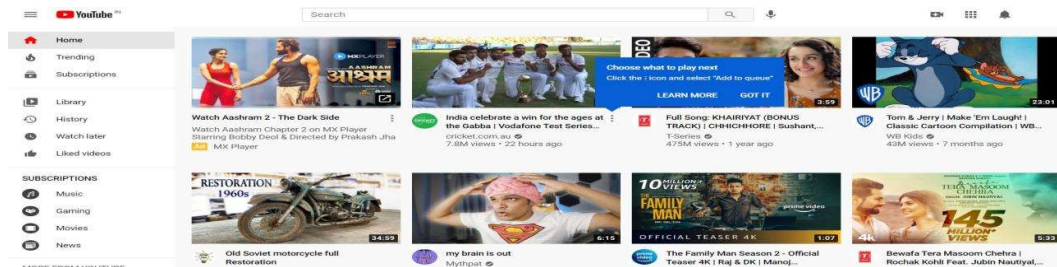 YouTube IN
Search
Home
Trending
Subscriptions
Library
History
Watch later
Liked videos
SUBSCRIPTIONS
Music
Gaming
Movies
News
MORE FROM YOUTUBE
MXPLAYER
AASHRAM
आश्रम
Watch Aashram 2 - The Dark Side
Watch Aashram Chapter 2 on MX Player
Starring Bobby Deol & Directed by Prakash Jha
Ad MX Player
India celebrate a win for the ages at
the Gabba | Vodafone Test Series...
cricket.com.au
7.8M views • 22 hours ago
VIDEO
Choose what to play next
Click the ⁝ icon and select "Add to queue"
LEARN MORE GOT IT
3:59
Full Song: KHAIRIYAT (BONUS
TRACK) | CHHICHHORE | Sushant,...
T-Series
475M views • 1 year ago
WB
23:01
Tom & Jerry | Make 'Em Laugh! |
Classic Cartoon Compilation | WB...
WB Kids
43M views • 7 months ago
RESTORATION
1960s
34:59
Old Soviet motorcycle full
Restoration
6:15
my brain is out
Mythpat
10 MILLION+
VIEWS
THE
FAMILY
MAN
prime video
OFFICIAL TEASER 4K
1:07
The Family Man Season 2 - Official
Teaser 4K | Raj & DK | Manoj...
TERA MASOOM
CHEHRA
145
MILLION+
VIEWS
4k
5:33
Bewafa Tera Masoom Chehra |
Rochak Kohli Feat. Jubin Nautiyal,...